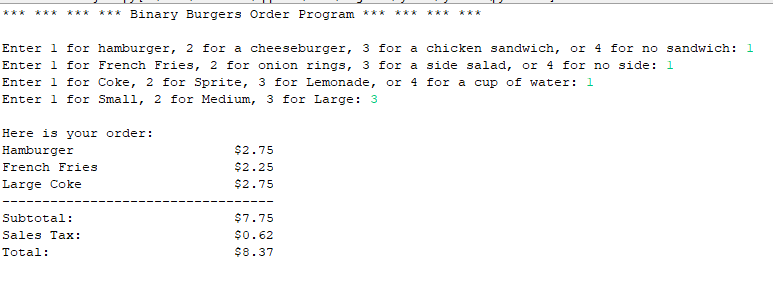 *** *** *** *** Binary Burgers Order Program *** *** *** ***
Enter 1 for hamburger, 2 for a cheeseburger, 3 for a chicken sandwich, or 4 for no sandwich: 1
Enter 1 for French Fries, 2 for onion rings, 3 for a side salad, or 4 for no side: 1
Enter 1 for Coke, 2 for Sprite, 3 for Lemonade, or 4 for a cup of water: 1
Enter 1 for Small, 2 for Medium, 3 for Large: 3
Here is your order:
Hamburger $2.75
French Fries $2.25
Large Coke $2.75
----------------------------------
Subtotal: $7.75
Sales Tax: $0.62
Total: $8.37